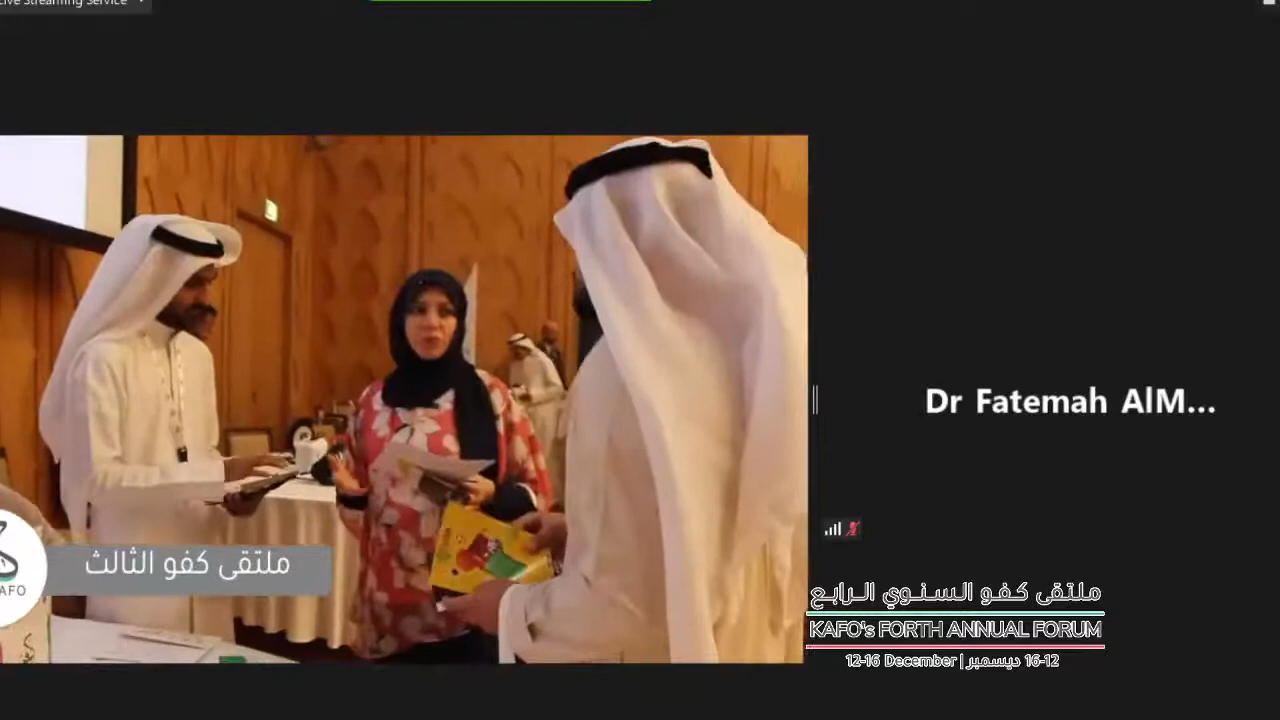 Live Streaming Service
Dr Fatemah AlM...
ملتقى كفو الثالث
KAFO
ملتقى كفو السنوي الرابع
KAFO's FORTH ANNUAL FORUM
12-16 December | 12-16 ديسمبر